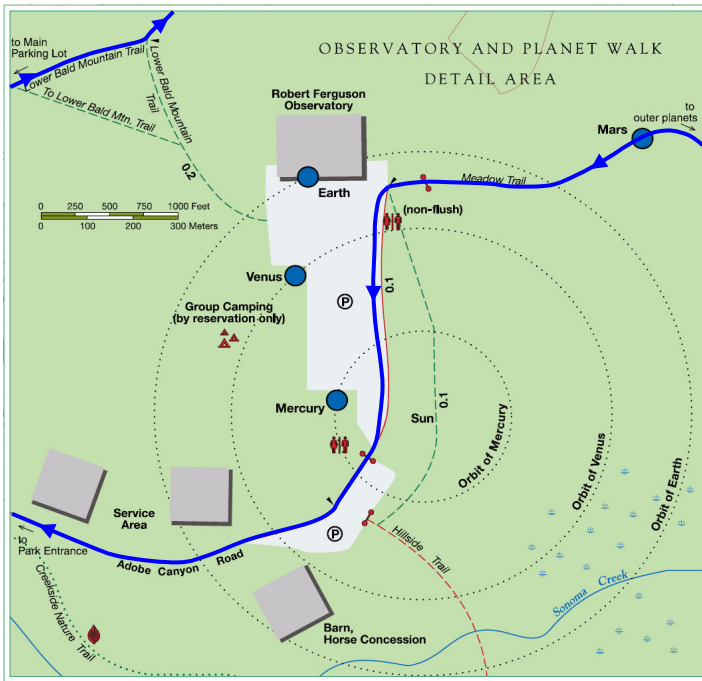 OBSERVATORY AND PLANET WALK
DETAIL AREA
to Main
Parking Lot
Lower Bald Mountain Trail
Lower Bald Mountain
Trail
To Lower Bald Mtn. Trail
0.2
Robert Ferguson
Observatory
to
outer planets
Mars
Meadow Trail
Earth
(non-flush)
0 250 500 750 1000 Feet
0 100 200 300 Meters
Venus
P
0.1
Group Camping
(by reservation only)
Mercury
Sun
0.1
Orbit of Mercury
Orbit of Venus
Orbit of Earth
Service
Area
P
to
Park Entrance
Adobe Canyon Road
Hillside Trail
Creekside Nature
Trail
Barn,
Horse Concession
Sonoma Creek